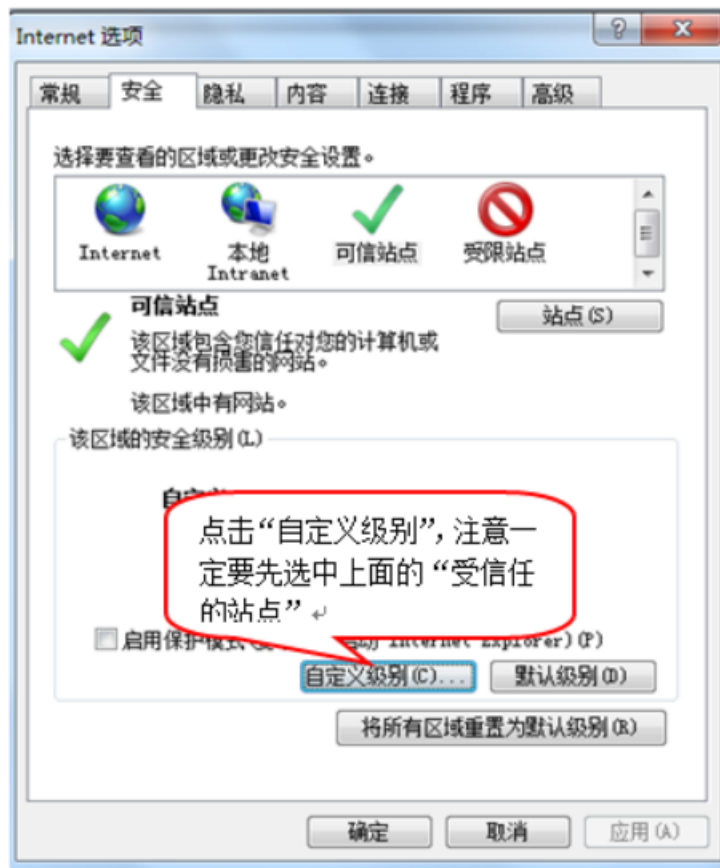 Internet 选项
常规 安全 隐私 内容 连接 程序 高级
选择要查看的区域或更改安全设置。
Internet 本地 Intranet 可信站点 受限站点
可信站点
站点(S)
该区域包含您信任对您的计算机或
文件没有损害的网站。
该区域中有网站。
该区域的安全级别(L)
点击“自定义级别”，注意一
定要先选中上面的“受信任
的站点”
启用保护模式 Internet Explorer)(P)
自定义级别(C)... 默认级别(D)
将所有区域重置为默认级别(R)
确定 取消 应用(A)